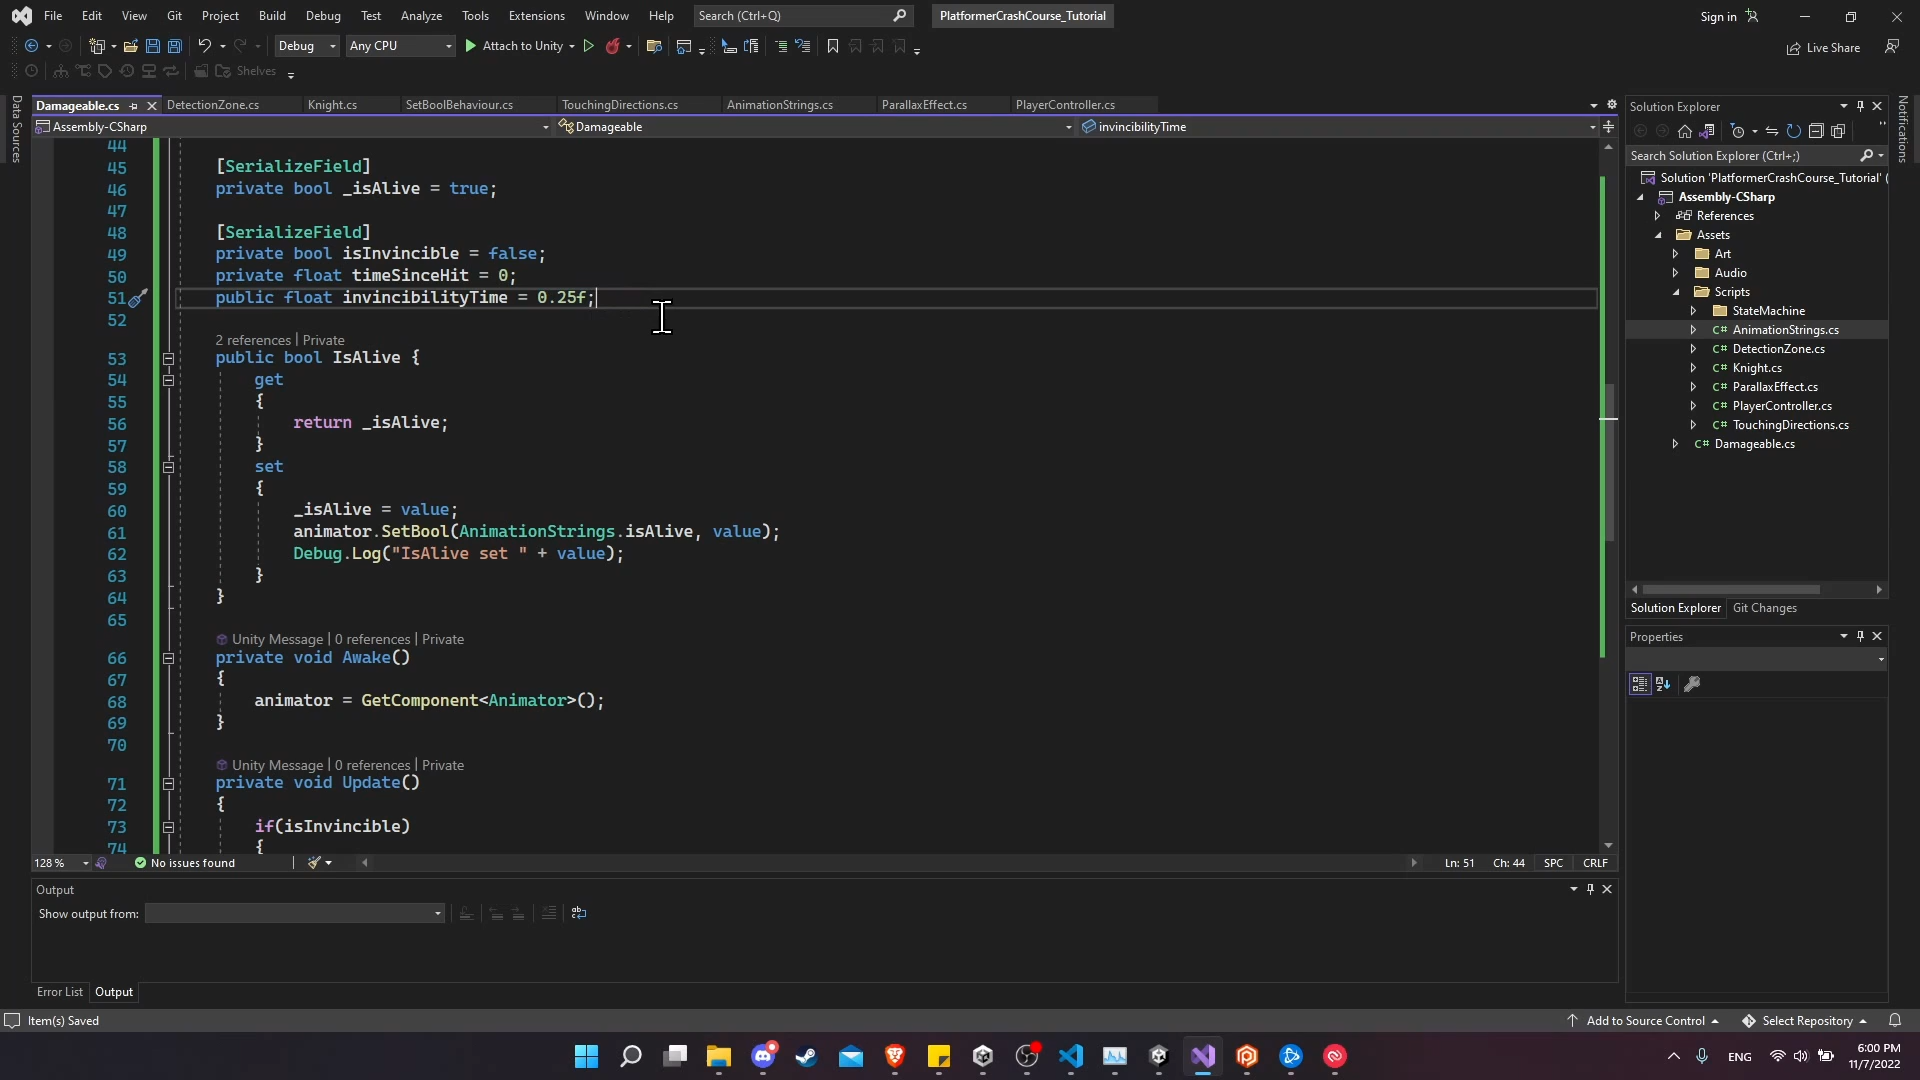 File Edit View Git Project Build Debug Test Analyze Tools Extensions Window Help Search (Ctrl+Q) PlatformerCrashCourse_Tutorial Sign in
Debug Any CPU Attach to Unity Live Share
Shelves
Data Sources
Damageable.cs DetectionZone.cs Knight.cs SetBoolBehaviour.cs TouchingDirections.cs AnimationStrings.cs ParallaxEffect.cs PlayerController.cs
Assembly-CSharp Damageable invincibilityTime
44
45 [SerializeField]
46 private bool _isAlive = true;
47
48 [SerializeField]
49 private bool isInvincible = false;
50 private float timeSinceHit = 0;
51 public float invincibilityTime = 0.25f;
52
2 references | Private
53 public bool IsAlive {
54 get
55 {
56 return _isAlive;
57 }
58 set
59 {
60 _isAlive = value;
61 animator.SetBool(AnimationStrings.isAlive, value);
62 Debug.Log("IsAlive set " + value);
63 }
64 }
65
Unity Message | 0 references | Private
66 private void Awake()
67 {
68 animator = GetComponent<Animator>();
69 }
70
Unity Message | 0 references | Private
71 private void Update()
72 {
73 if(isInvincible)
74 {
128 % No issues found Ln: 51 Ch: 44 SPC CRLF
Output
Show output from:
Error List Output
Solution Explorer
Search Solution Explorer (Ctrl+;)
Solution 'PlatformerCrashCourse_Tutorial' (
Assembly-CSharp
References
Assets
Art
Audio
Scripts
StateMachine
C# AnimationStrings.cs
C# DetectionZone.cs
C# Knight.cs
C# ParallaxEffect.cs
C# PlayerController.cs
C# TouchingDirections.cs
C# Damageable.cs
Solution Explorer Git Changes
Properties
Notifications
Item(s) Saved Add to Source Control Select Repository
ENG 6:00 PM
11/7/2022